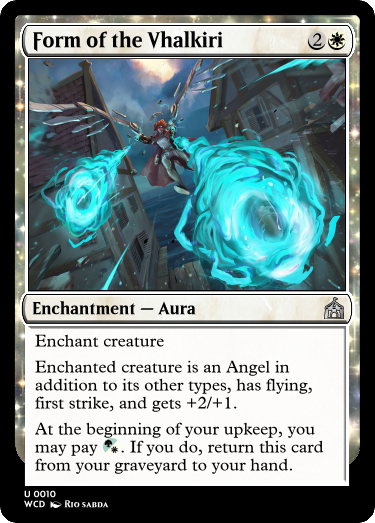 Form of the Vhalkiri 2
Enchantment — Aura
Enchant creature
Enchanted creature is an Angel in
addition to its other types, has flying,
first strike, and gets +2/+1.
At the beginning of your upkeep, you
may pay . If you do, return this card
from your graveyard to your hand.
U 0010
WCD Rio sabda